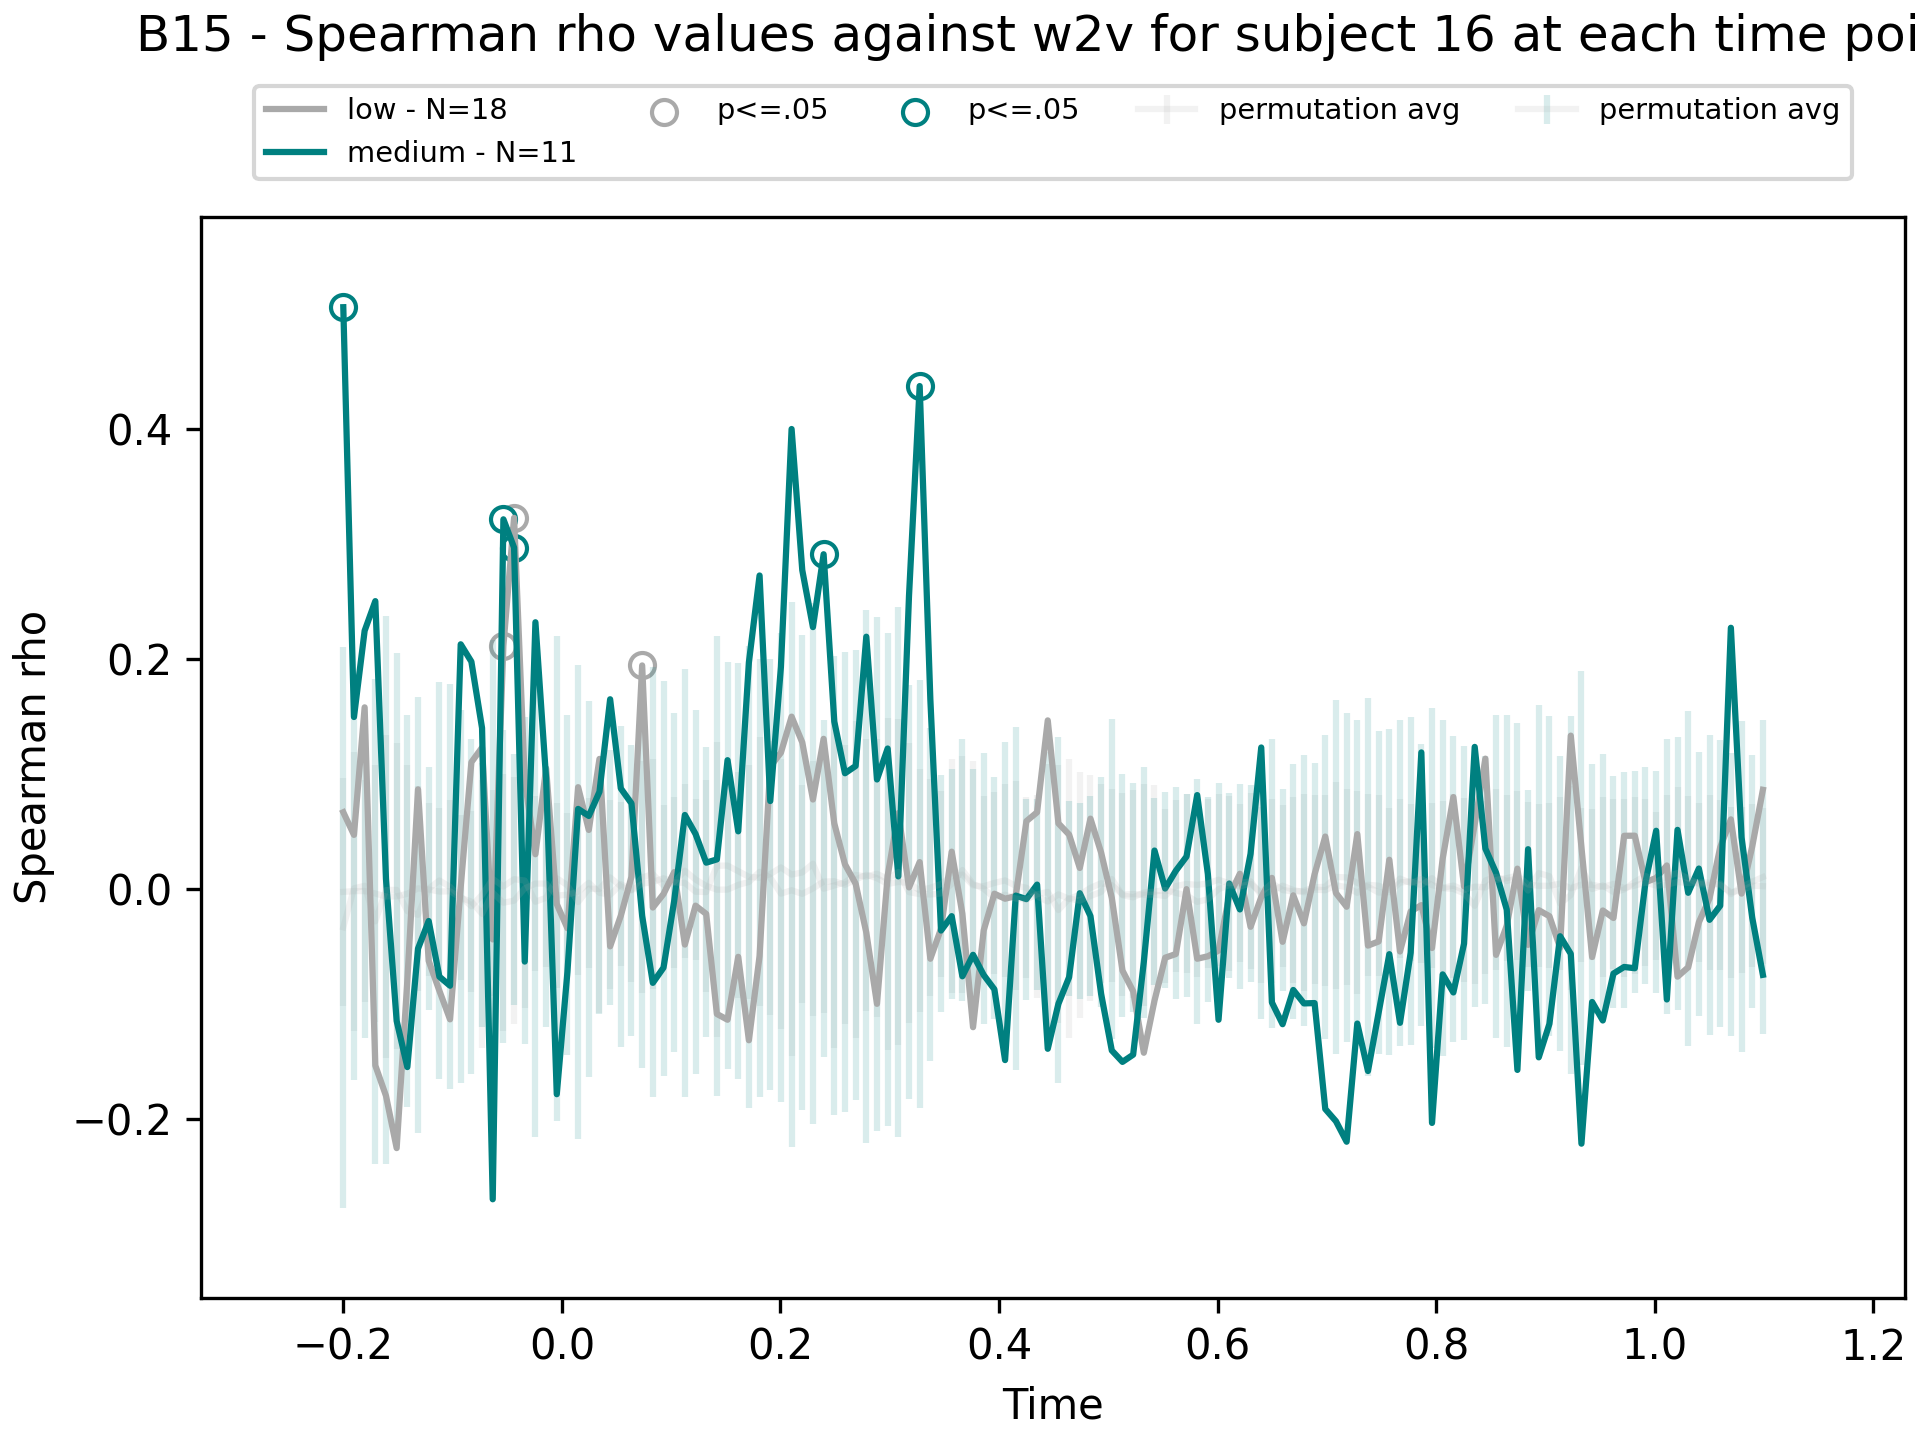 B15 - Spearman rho values against w2v for subject 16 at each time poi
low - N=18
medium - N=11
p<=.05
p<=.05
permutation avg
permutation avg
Spearman rho
0.4
0.2
0.0
−0.2
−0.2 0.0 0.2 0.4 0.6 0.8 1.0 1.2
Time